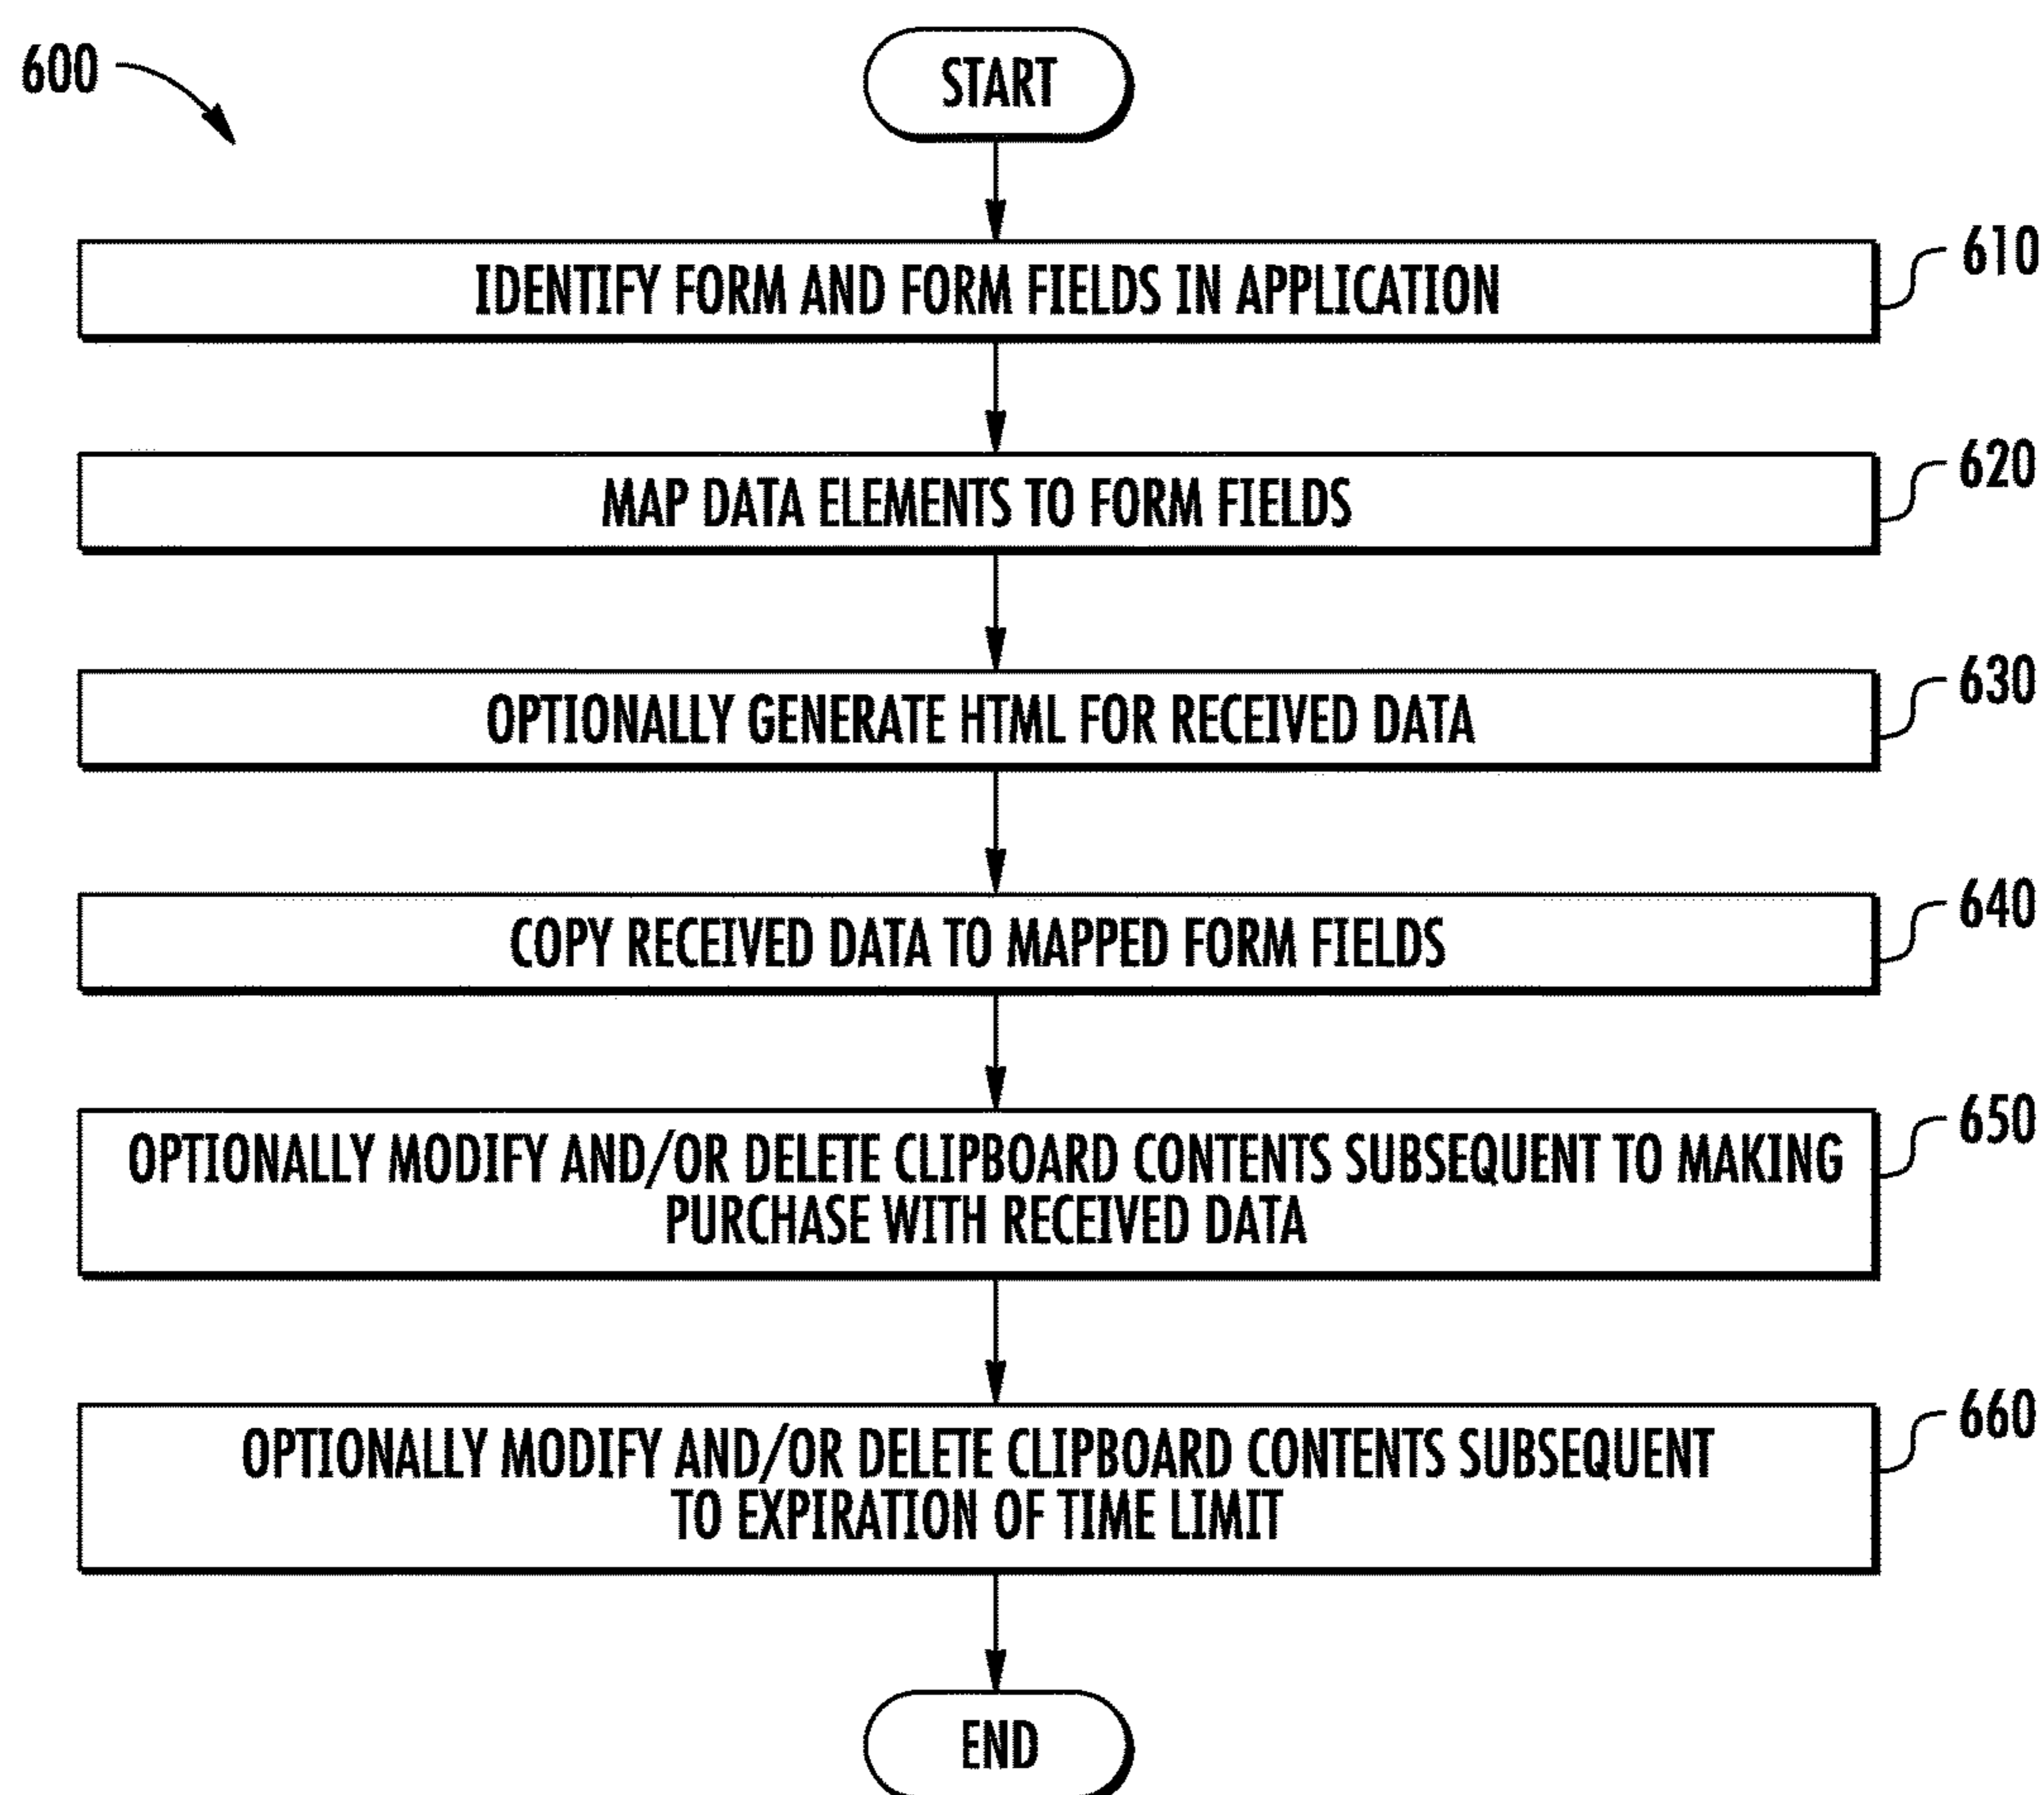 600
START
IDENTIFY FORM AND FORM FIELDS IN APPLICATION
610
MAP DATA ELEMENTS TO FORM FIELDS
620
OPTIONALLY GENERATE HTML FOR RECEIVED DATA
630
COPY RECEIVED DATA TO MAPPED FORM FIELDS
640
OPTIONALLY MODIFY AND/OR DELETE CLIPBOARD CONTENTS SUBSEQUENT TO MAKING
PURCHASE WITH RECEIVED DATA
650
OPTIONALLY MODIFY AND/OR DELETE CLIPBOARD CONTENTS SUBSEQUENT
TO EXPIRATION OF TIME LIMIT
660
END